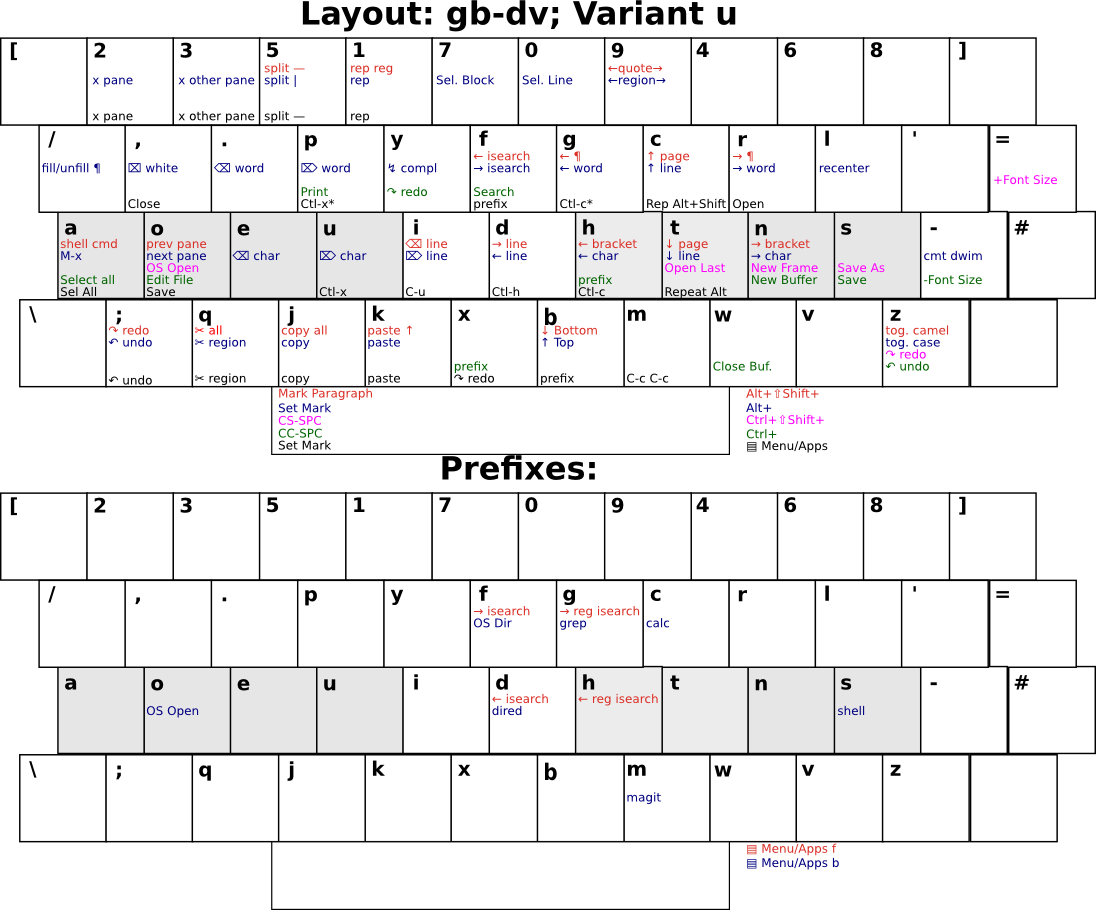 Layout: gb-dv; Variant u
[ 2 3 5 1 7 0 9 4 6 8 ]
split — rep reg ←quote→
x pane x other pane split | rep Sel. Block Sel. Line ←region→
x pane x other pane split — rep
/ , . p y f g c r l ' =
← isearch ← ¶ ↑ page → ¶
fill/unfill ¶ ⌧ white ⌫ word ⌦ word ↯ compl → isearch ← word ↑ line → word recenter
+Font Size
Print ↷ redo Search
Close Ctl-x* prefix Ctl-c* Rep Alt+Shift Open
a o e u i d h t n s - #
shell cmd prev pane ⌫ line → line ← bracket ↓ page → bracket
M-x next pane ⌫ char ⌦ char ⌦ line ← line ← char ↓ line → char cmt dwim
OS Open Open Last New Frame Save As
Select all Edit File prefix New Buffer Save -Font Size
Sel All Save Ctl-x C-u Ctl-h Ctl-c Repeat Alt
\ ; q j k x b m w v z
↷ redo ✂ all copy all paste ↑ ↓ Bottom tog. camel
↶ undo ✂ region copy paste ↑ Top tog. case
↷ redo
prefix Close Buf. ↶ undo
↶ undo ✂ region copy paste ↷ redo prefix C-c C-c
Mark Paragraph Alt+⇧Shift+
Set Mark Alt+
CS-SPC Ctrl+⇧Shift+
CC-SPC Ctrl+
Set Mark ▤ Menu/Apps
Prefixes:
[ 2 3 5 1 7 0 9 4 6 8 ]
/ , . p y f g c r l ' =
→ isearch → reg isearch
OS Dir grep calc
a o e u i d h t n s - #
← isearch ← reg isearch
OS Open dired shell
\ ; q j k x b m w v z
magit
▤ Menu/Apps f
▤ Menu/Apps b